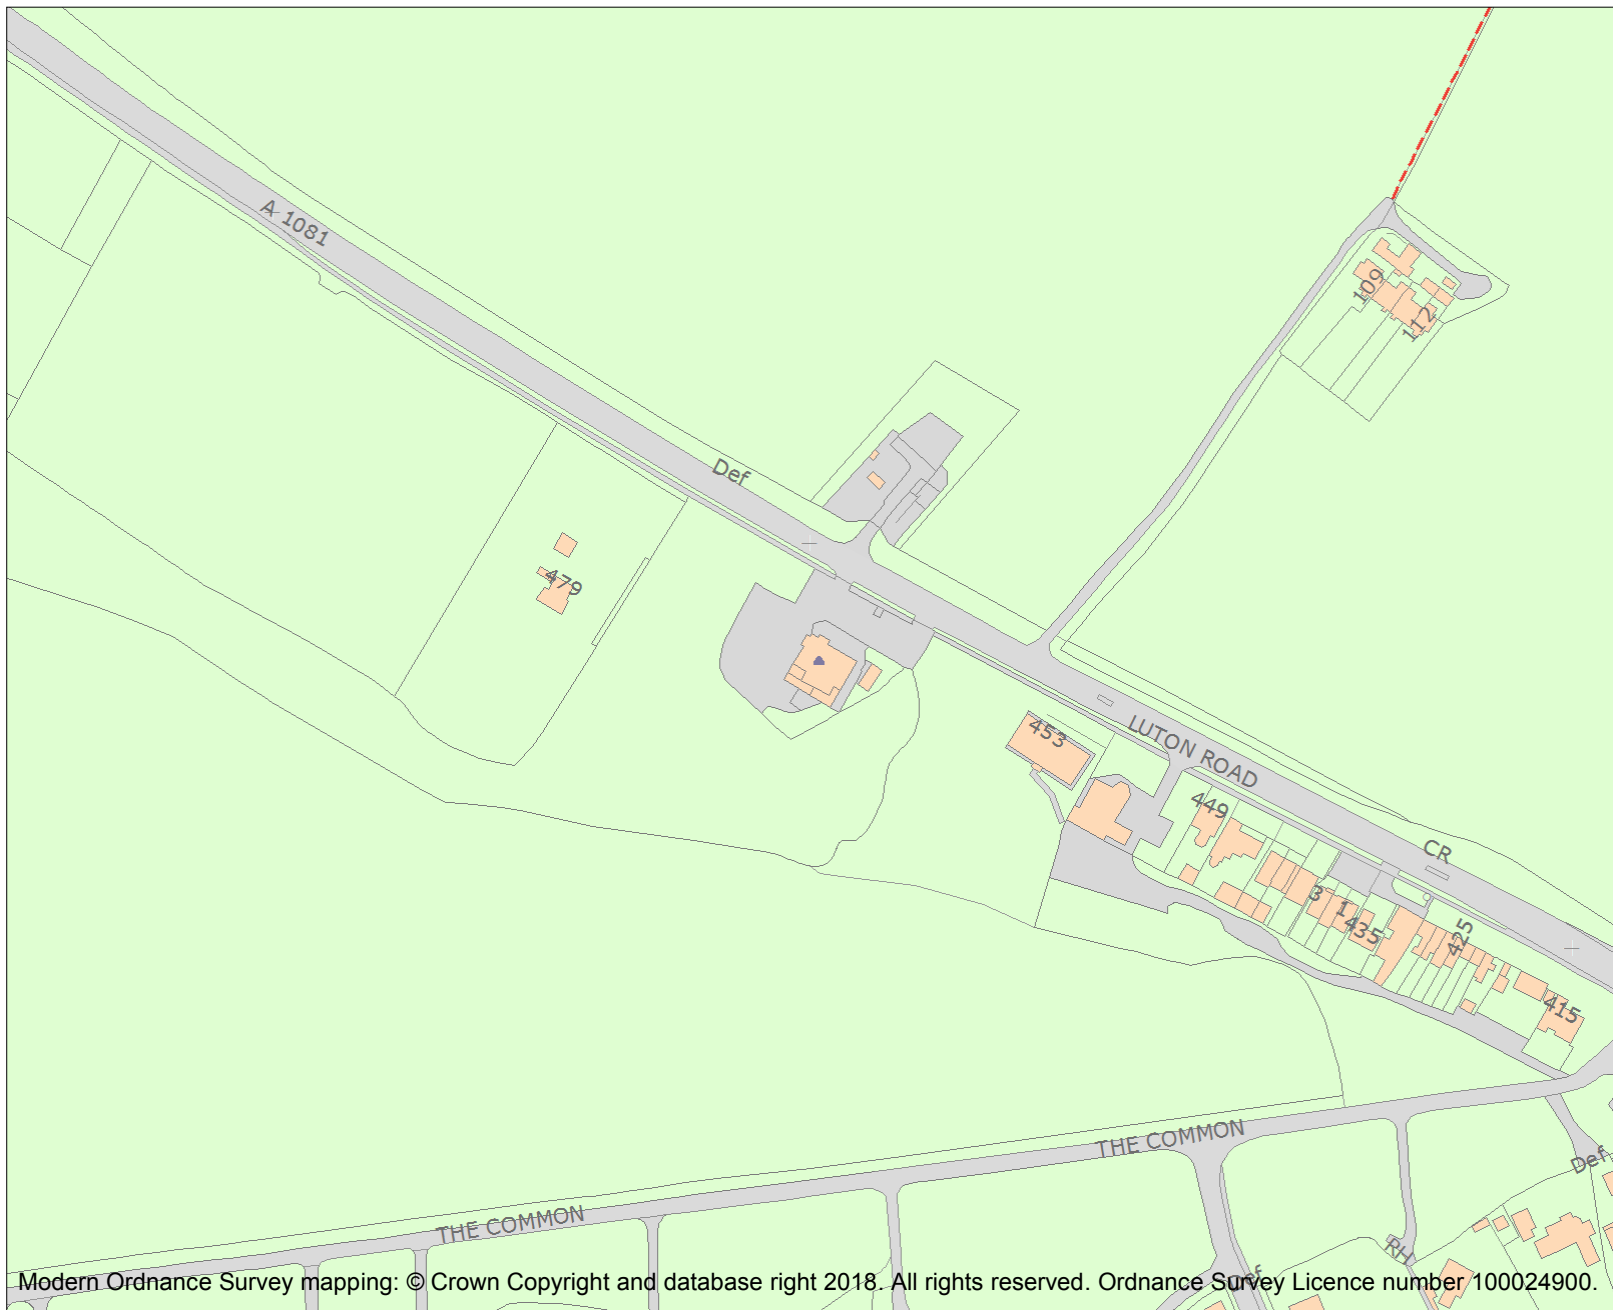 A 1081
109
112
Def
479
453
LUTON ROAD
449
CR
3
1
435
425
415
THE COMMON
Def
THE COMMON
RH
Def
Modern Ordnance Survey mapping: © Crown Copyright and database right 2018. All rights reserved. Ordnance Survey Licence number 100024900.